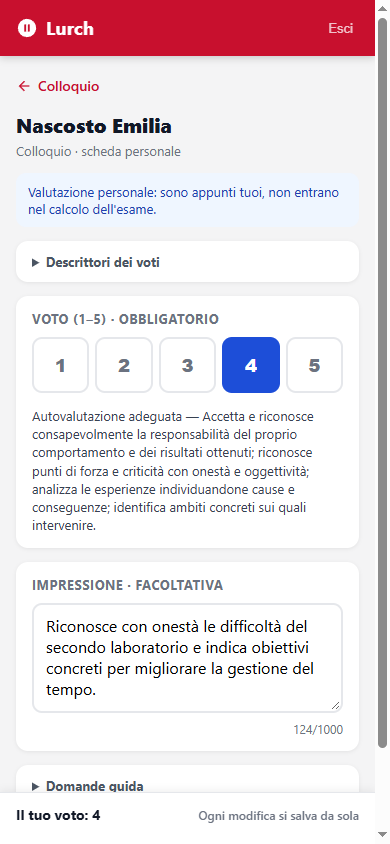 Lurch
Esci
← Colloquio
Nascosto Emilia
Colloquio · scheda personale
Valutazione personale: sono appunti tuoi, non entrano
nel calcolo dell'esame.
▶ Descrittori dei voti
VOTO (1–5) · OBBLIGATORIO
1 2 3 4 5
Autovalutazione adeguata — Accetta e riconosce
consapevolmente la responsabilità del proprio
comportamento e dei risultati ottenuti; riconosce
punti di forza e criticità con onestà e oggettività;
analizza le esperienze individuandone cause e
conseguenze; identifica ambiti concreti sui quali
intervenire.
IMPRESSIONE · FACOLTATIVA
Riconosce con onestà le difficoltà del
secondo laboratorio e indica obiettivi
concreti per migliorare la gestione del
tempo.
124/1000
▶ Domande guida
Il tuo voto: 4
Ogni modifica si salva da sola